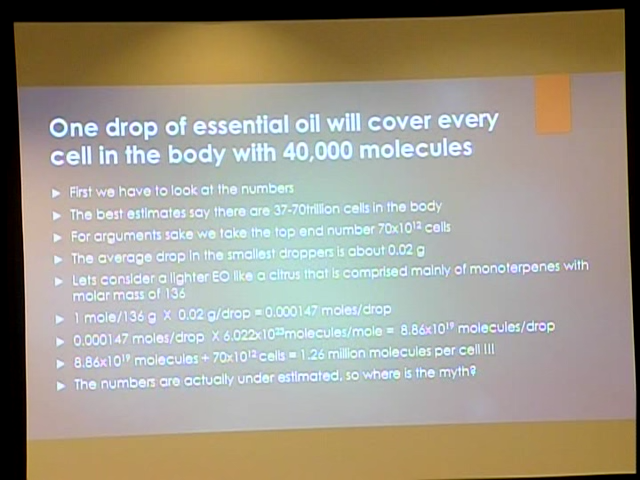 One drop of essential oil will cover every
cell in the body with 40,000 molecules
▶ First we have to look at the numbers
▶ The best estimates say there are 37-70trillion cells in the body
▶ For arguments sake we take the top end number 70x10¹² cells
▶ The average drop in the smallest droppers is about 0.02 g
▶ Lets consider a lighter EO like a citrus that is comprised mainly of monoterpenes with
molar mass of 136
▶ 1 mole/136 g X 0.02 g/drop = 0.000147 moles/drop
▶ 0.000147 moles/drop X 6.022x10²³molecules/mole = 8.86x10¹⁹ molecules/drop
▶ 8.86x10¹⁹ molecules ÷ 70x10¹² cells = 1.26 million molecules per cell !!!
▶ The numbers are actually under estimated, so where is the myth?